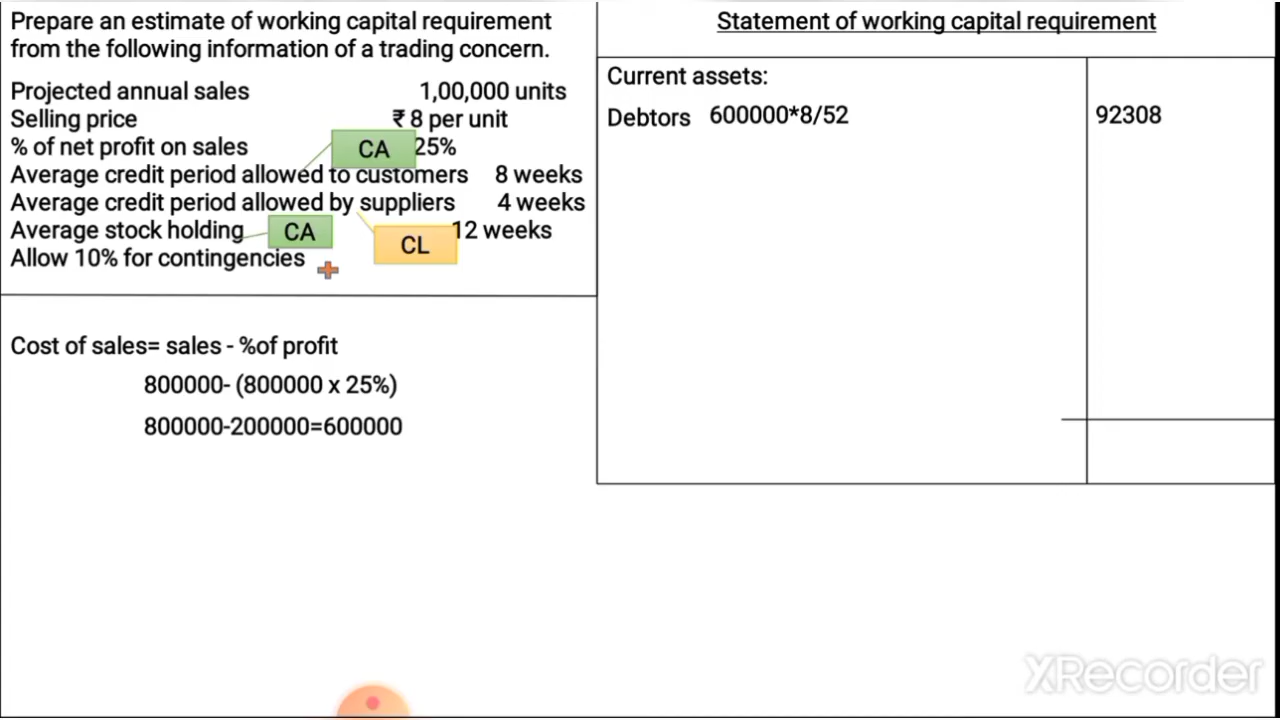 Prepare an estimate of working capital requirement
from the following information of a trading concern.
Projected annual sales 1,00,000 units
Selling price ₹ 8 per unit
% of net profit on sales 25%
CA
Average credit period allowed to customers 8 weeks
Average credit period allowed by suppliers 4 weeks
Average stock holding 12 weeks
CA
CL
Allow 10% for contingencies
Cost of sales= sales - %of profit
800000- (800000 x 25%)
800000-200000=600000
Statement of working capital requirement
Current assets:
Debtors 600000*8/52 92308
XRecorder